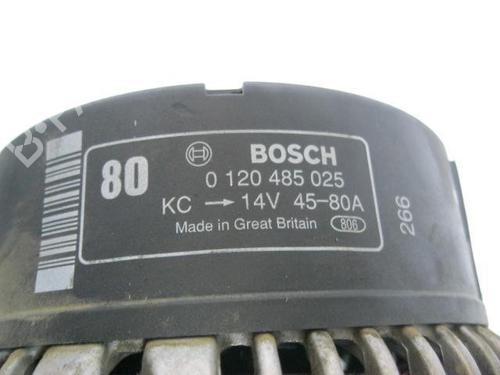 80
BOSCH
0 120 485 025
KC → 14V 45-80A
Made in Great Britain 806
266